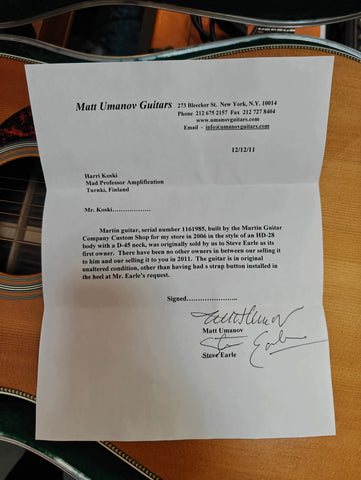 Matt Umanov Guitars 273 Bleecker St. New York, N.Y. 10014
Phone 212 675 2157 Fax 212 727 8404
www.umanovguitars.com
Email - info@umanovguitars.com
12/12/11
Harri Koski
Mad Professor Amplification
Turku, Finland
Mr. Koski................
Martin guitar, serial number 1161985, built by the Martin Guitar
Company Custom Shop for my store in 2006 in the style of an HD-28
body with a D-45 neck, was originally sold by us to Steve Earle as its
first owner. There have been no other owners in between our selling it
to him and our selling it to you in 2011. The guitar is in original
unaltered condition, other than having had s strap button installed in
the heel at Mr. Earle's request.
Signed.....................
Matt Umanov
Matt Umanov
Steve Earle
Steve Earle